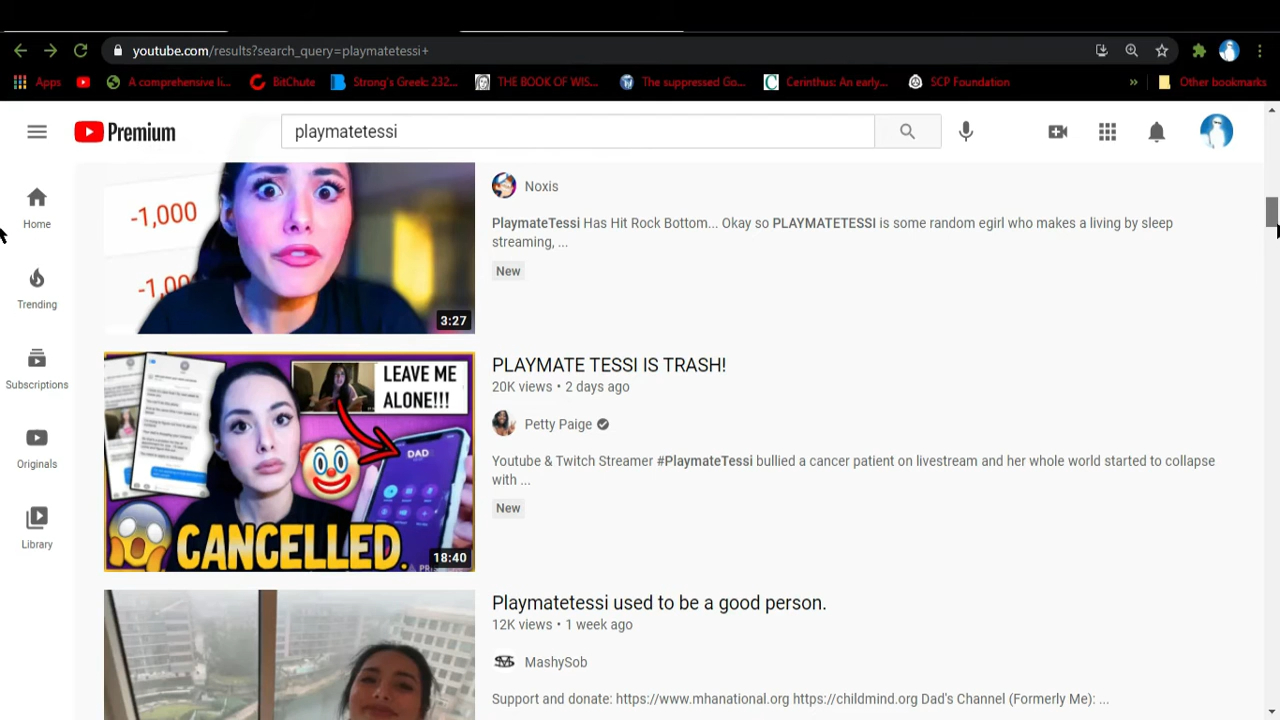 youtube.com/results?search_query=playmatetessi+
Apps
A comprehensive li...
BitChute
Strong's Greek: 232...
THE BOOK OF WIS...
The suppressed Go...
Cerinthus: An early...
SCP Foundation
»
Other bookmarks
Premium
playmatetessi
Home
Trending
Subscriptions
Originals
Library
-1,000
-1,00
3:27
Noxis
PlaymateTessi Has Hit Rock Bottom... Okay so PLAYMATETESSI is some random egirl who makes a living by sleep
streaming, ...
New
LEAVE ME
ALONE!!!
DAD
CANCELLED.
18:40
PLAYMATE TESSI IS TRASH!
20K views • 2 days ago
Petty Paige
Youtube & Twitch Streamer #PlaymateTessi bullied a cancer patient on livestream and her whole world started to collapse
with ...
New
Playmatetessi used to be a good person.
12K views • 1 week ago
MashySob
Support and donate: https://www.mhanational.org https://childmind.org Dad's Channel (Formerly Me): ...